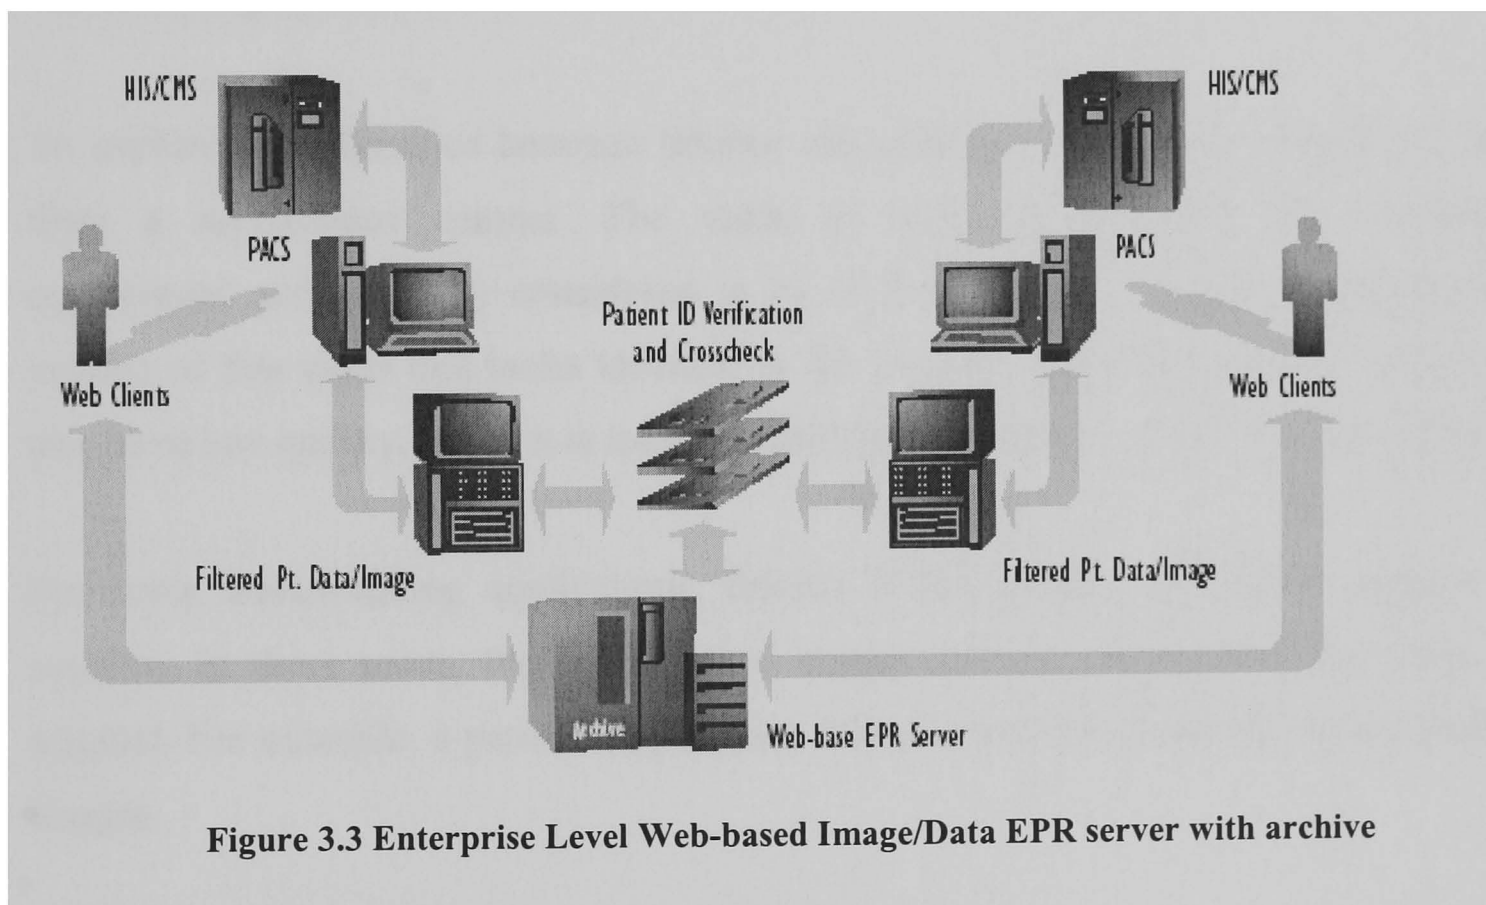 HIS/CMS
HIS/CMS
PACS
PACS
Patient ID Verification
and Crosscheck
Web Clients
Web Clients
Filtered Pt. Data/Image
Filtered Pt. Data/Image
Archive
Web-base EPR Server
Figure 3.3 Enterprise Level Web-based Image/Data EPR server with archive